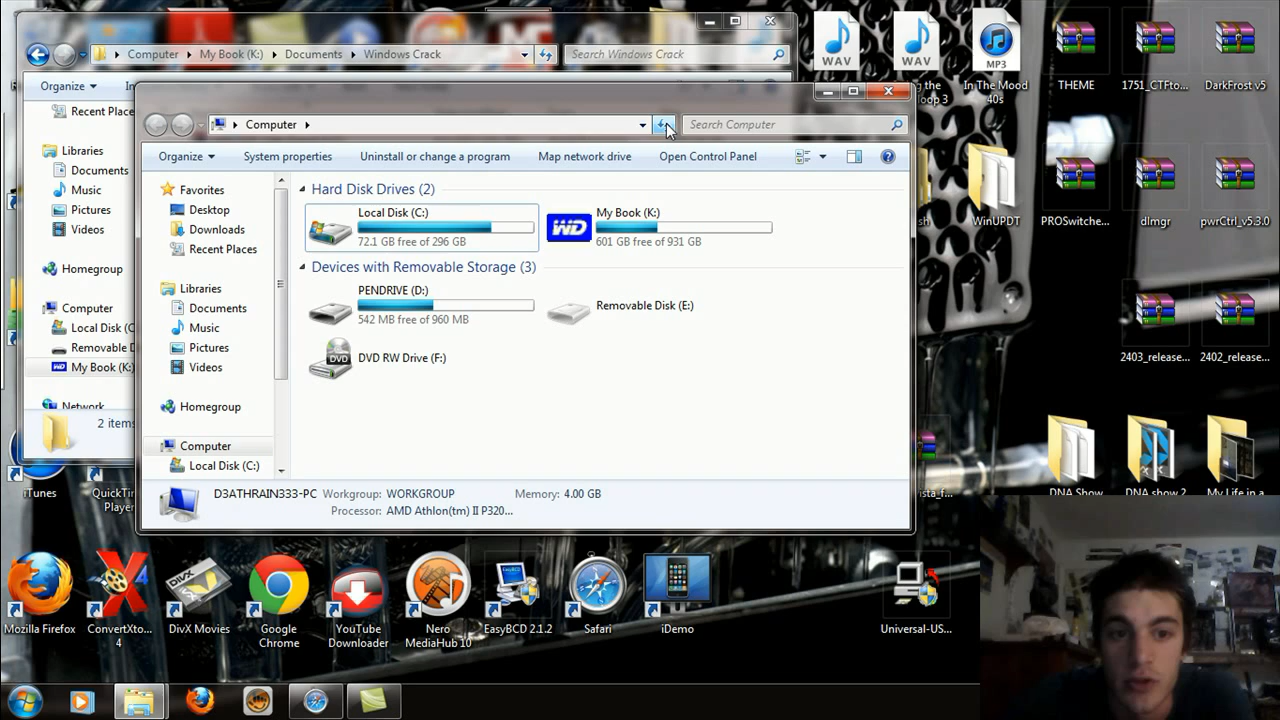 Computer
My Book (K:)
Documents
Windows Crack
Search Windows Crack
Organize
Recent Place
Libraries
Documents
Music
Pictures
Videos
Homegroup
Computer
Local Disk (C
Removable D
My Book (K:)
Network
2 items
Computer
Search Computer
Organize
System properties
Uninstall or change a program
Map network drive
Open Control Panel
Favorites
Desktop
Downloads
Recent Places
Libraries
Documents
Music
Pictures
Videos
Homegroup
Computer
Local Disk (C:)
Hard Disk Drives (2)
Local Disk (C:)
72.1 GB free of 296 GB
WD
My Book (K:)
601 GB free of 931 GB
Devices with Removable Storage (3)
PENDRIVE (D:)
542 MB free of 960 MB
Removable Disk (E:)
DVD
DVD RW Drive (F:)
D3ATHRAIN333-PC
Workgroup: WORKGROUP
Memory: 4.00 GB
Processor: AMD Athlon(tm) II P320...
WAV
WAV
MP3
the
loop 3
In The Mood
40s
THEME
1751_CTFto...
DarkFrost v5
WinUPDT
PROSwitche...
dlmgr
pwrCtrl_v5.3.0
2403_release...
2402_release...
DNA Show
DNA show 2
My Life in a
iTunes
QuickTim
Player
Mozilla Firefox
ConvertXto...
4
DivX Movies
Google
Chrome
YouTube
Downloader
Nero
MediaHub 10
EasyBCD 2.1.2
Safari
iDemo
Universal-US...